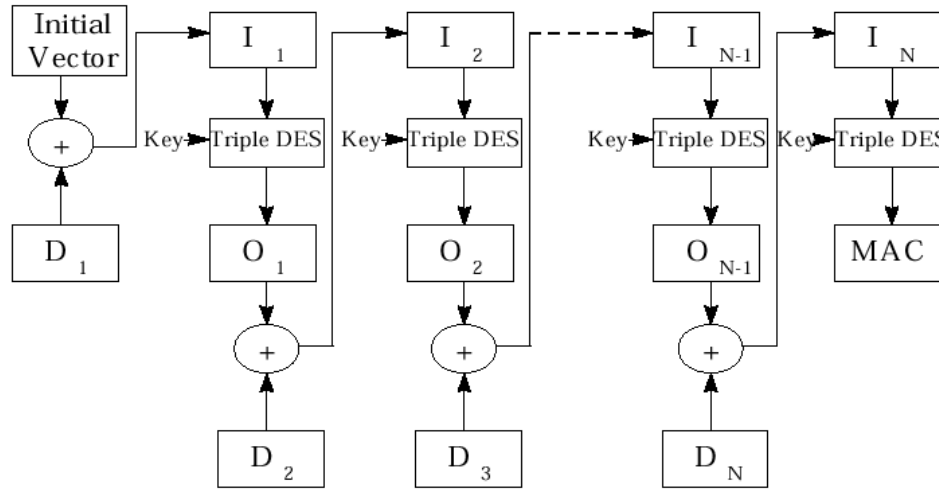 Initial
Vector
I 1
I 2
I N-1
I N
+
Key
Triple DES
Key
Triple DES
Key
Triple DES
Key
Triple DES
D 1
O 1
O 2
O N-1
MAC
+
+
+
D 2
D 3
D N